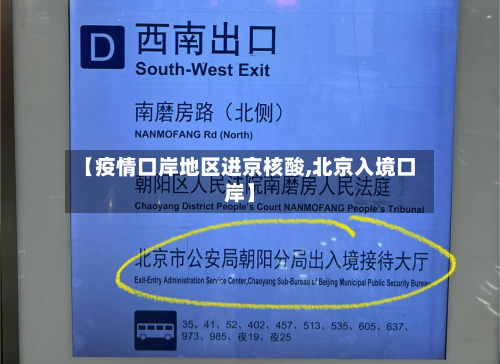 D 西南出口
South-West Exit
南磨房路（北侧）
NANMOFANG Rd (North)
【疫情口岸地区进京核酸,北京入境口
岸】
朝阳区人民法院南磨房人民法庭
Chaoyang District People's Court NANMOFANG People's Tribunal
北京市公安局朝阳分局出入境接待大厅
Exit-Entry Administration Service Center,Chaoyang Sub-Bureau of Beijing Municipal Public Security Bureau
35、41、52、402、457、513、535、605、637、
973、985、夜19、夜25